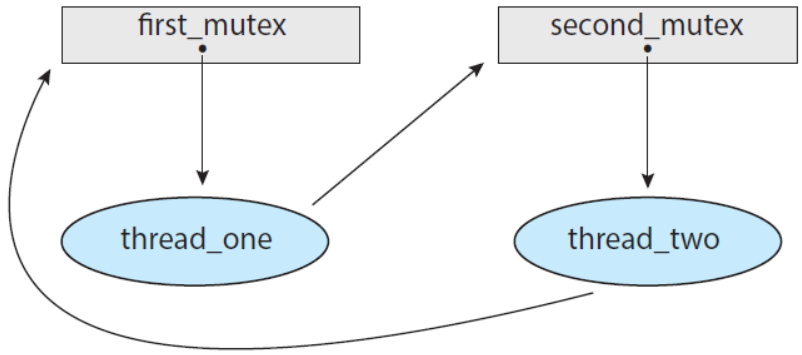 first_mutex
second_mutex
thread_one
thread_two